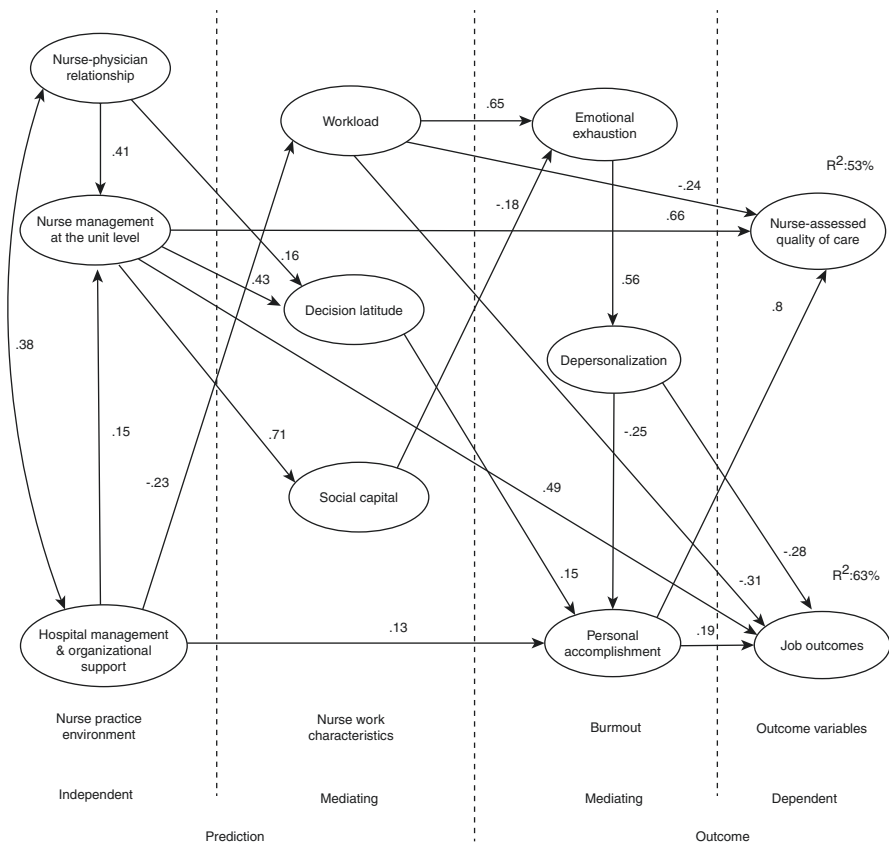 Nurse-physician
relationship
Workload
.65
Emotional
exhaustion
R2:53%
.41
-.24
-.18
Nurse management
at the unit level
.66
Nurse-assessed
quality of care
.16
.43
.56
Decision latitude
.8
.38
Depersonalization
.15
.71
-.25
-.23
.49
Social capital
-.28
.15
-.31
R2:63%
Hospital management
& organizational
support
.13
Personal
accomplishment
.19
Job outcomes
Nurse practice
environment
Nurse work
characteristics
Burmout
Outcome variables
Independent
Mediating
Mediating
Dependent
Prediction
Outcome